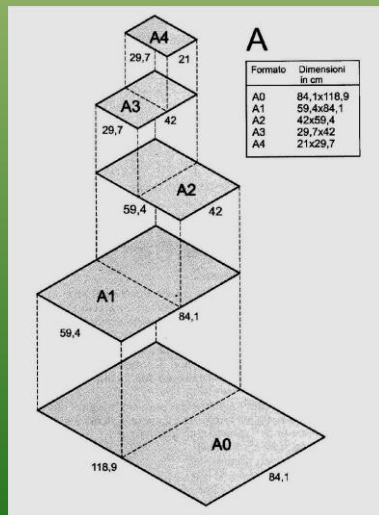 A4
29,7
21
A
A3
29,7
42
Formato Dimensioni in cm
A0 84,1x118,9
A1 59,4x84,1
A2 42x59,4
A3 29,7x42
A4 21x29,7
A2
59,4
42
A1
59,4
84,1
A0
118,9
84,1